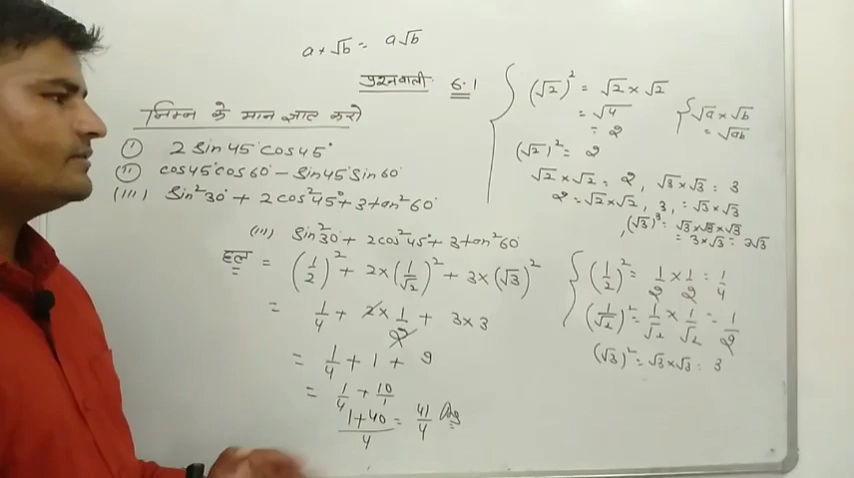 a × √b = a√b
प्रश्नावली 6.1
निम्न के मान ज्ञात करो
(i) 2 Sin45° Cos45°
(ii) Cos45° Cos60° - Sin45° Sin60°
(iii) Sin²30° + 2cos²45° + 3tan²60°
(√2)² = √2 × √2
= √4
= 2
√a × √b
= √ab
(√2)² = 2
√2 × √2 = 2, √3 × √3 = 3
2 = √2 × √2, 3 = √3 × √3
(√3)³ = √3 × √3 × √3
= 3 × √3 = 3√3
(iii) Sin²30° + 2cos²45° + 3tan²60°
हल = (1/2)² + 2 × (1/√2)² + 3 × (√3)²
= 1/4 + 2 × 1/2 + 3 × 3
= 1/4 + 1 + 9
= 1/4 + 10/1
(1+40)/4 = 41/4 Ans
(1/2)² = 1/2 × 1/2 = 1/4
(1/√2)² = 1/√2 × 1/√2 = 1/2
(√3)² = √3 × √3 = 3